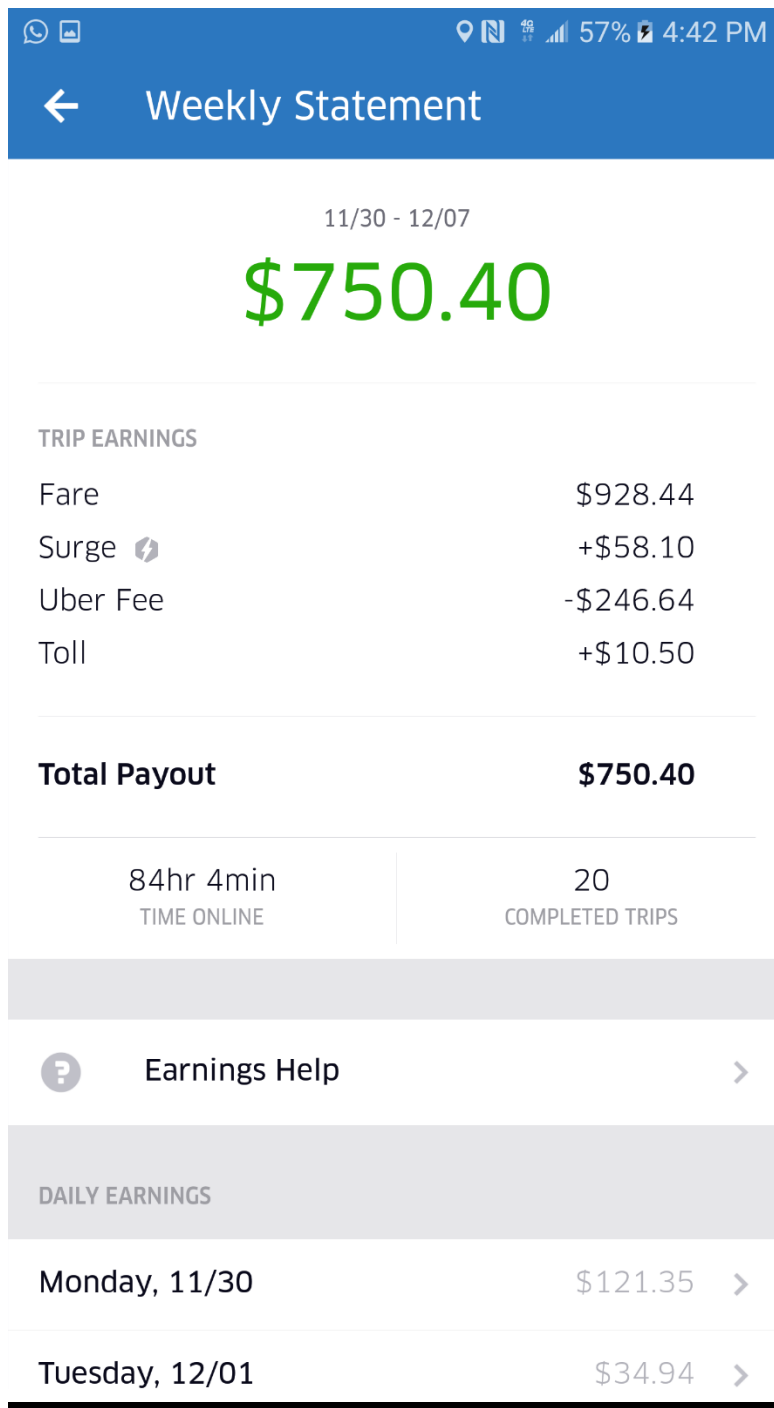 4G LTE 57% 4:42 PM
Weekly Statement
11/30 - 12/07
$750.40
TRIP EARNINGS
Fare $928.44
Surge +$58.10
Uber Fee -$246.64
Toll +$10.50
Total Payout $750.40
84hr 4min 20
TIME ONLINE COMPLETED TRIPS
? Earnings Help
DAILY EARNINGS
Monday, 11/30 $121.35
Tuesday, 12/01 $34.94